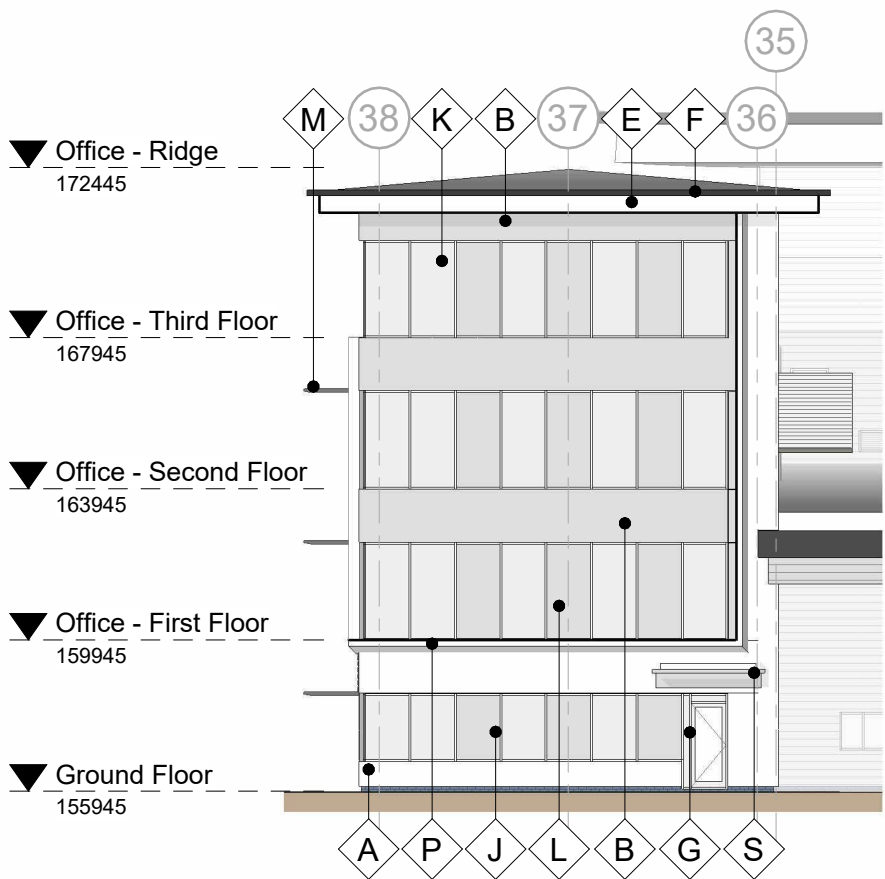 35
M 38 K B 37 E F 36
Office - Ridge
172445
Office - Third Floor
167945
Office - Second Floor
163945
Office - First Floor
159945
Ground Floor
155945
A P J L B G S